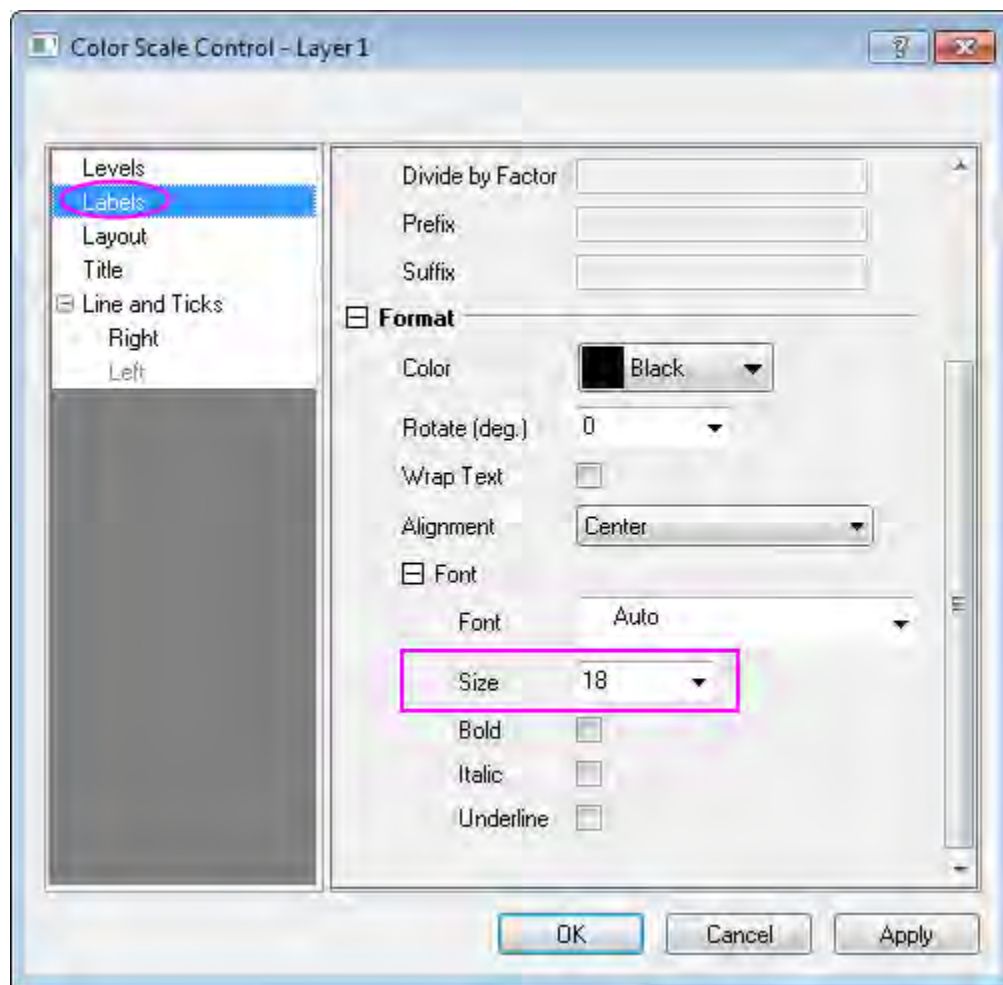 Color Scale Control - Layer 1
Levels
Labels
Layout
Title
Line and Ticks
Right
Left
Divide by Factor
Prefix
Suffix
Format
Color Black
Rotate (deg.) 0
Wrap Text
Alignment Center
Font
Font Auto
Size 18
Bold
Italic
Underline
OK Cancel Apply